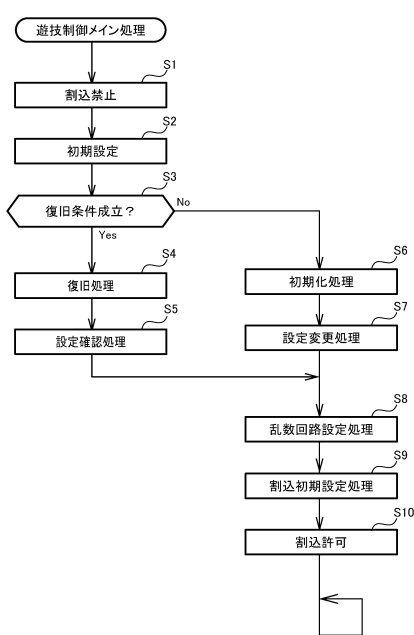 遊技制御メイン処理
S1
割込禁止
S2
初期設定
S3
復旧条件成立？
No
Yes
S4
復旧処理
S5
設定確認処理
S6
初期化処理
S7
設定変更処理
S8
乱数回路設定処理
S9
割込初期設定処理
S10
割込許可